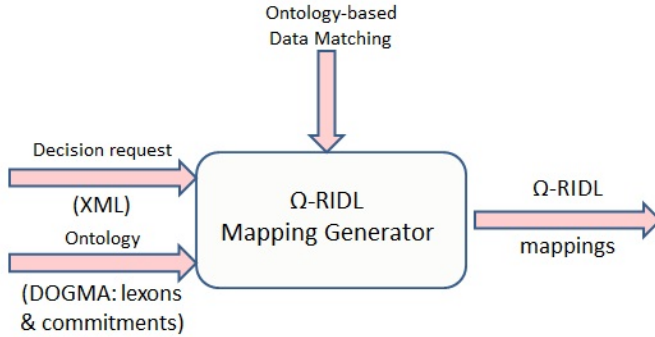 Ontology-based
Data Matching
Decision request
(XML)
Ontology
(DOGMA: lexons
& commitments)
Ω-RIDL
Mapping Generator
Ω-RIDL
mappings